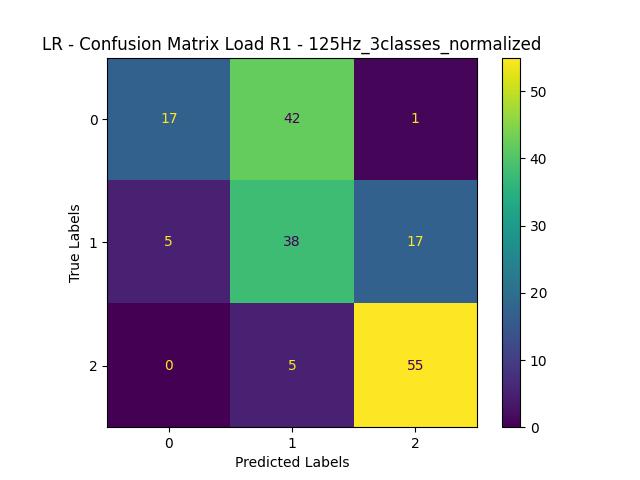 LR - Confusion Matrix Load R1 - 125Hz_3classes_normalized
0 17 42 1
1 5 38 17
2 0 5 55
0 1 2
Predicted Labels
True Labels
50
40
30
20
10
0